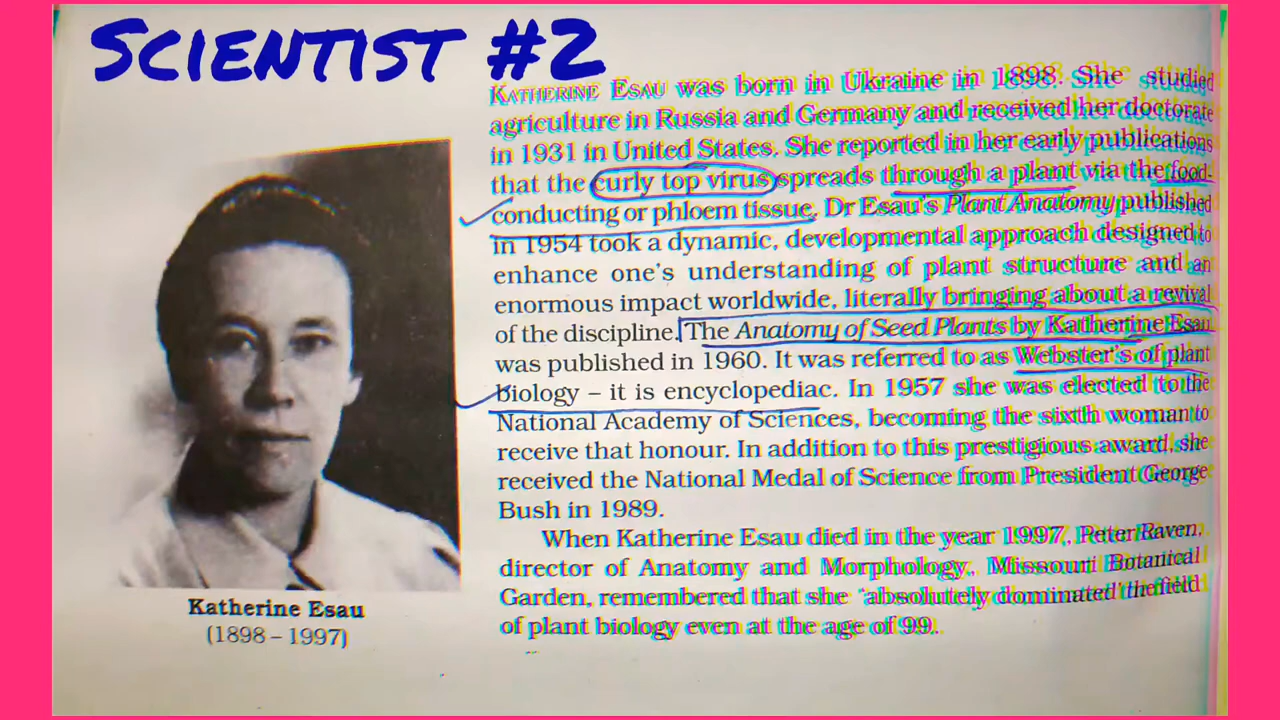 SCIENTIST #2
KATHERINE ESAU was born in Ukraine in 1898. She studied
agriculture in Russia and Germany and received her doctorate
in 1931 in United States. She reported in her early publications
that the curly top virus spreads through a plant via the food-
conducting or phloem tissue. Dr Esau's Plant Anatomy published
in 1954 took a dynamic, developmental approach designed to
enhance one's understanding of plant structure and an
enormous impact worldwide, literally bringing about a revival
of the discipline. The Anatomy of Seed Plants by Katherine Esau
was published in 1960. It was referred to as Webster's of plant
biology – it is encyclopediac. In 1957 she was elected to the
National Academy of Sciences, becoming the sixth woman to
receive that honour. In addition to this prestigious award, she
received the National Medal of Science from President George
Bush in 1989.
When Katherine Esau died in the year 1997, Peter Raven,
director of Anatomy and Morphology, Missouri Botanical
Garden, remembered that she 'absolutely dominated' the field
of plant biology even at the age of 99.
Katherine Esau
(1898 – 1997)